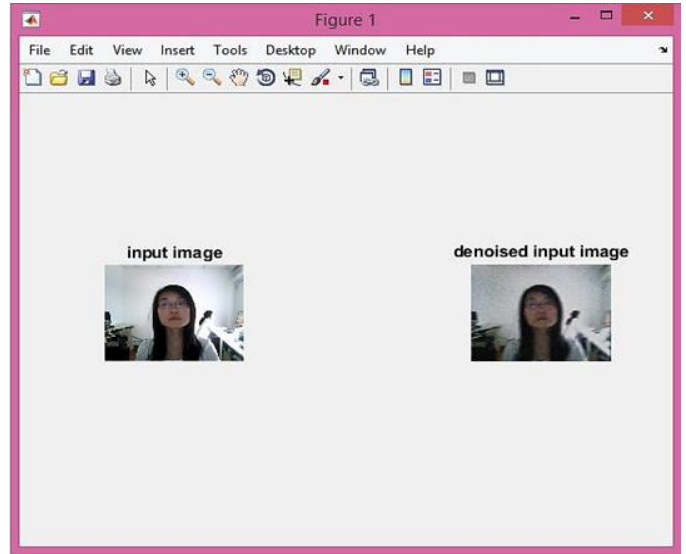 Figure 1
File Edit View Insert Tools Desktop Window Help
input image
denoised input image